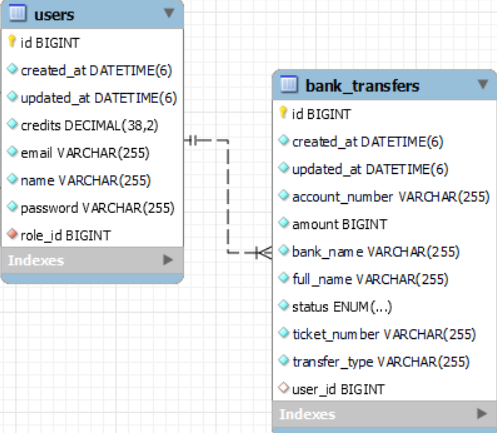 users
id BIGINT
created_at DATETIME(6)
updated_at DATETIME(6)
credits DECIMAL(38,2)
email VARCHAR(255)
name VARCHAR(255)
password VARCHAR(255)
role_id BIGINT
Indexes
bank_transfers
id BIGINT
created_at DATETIME(6)
updated_at DATETIME(6)
account_number VARCHAR(255)
amount BIGINT
bank_name VARCHAR(255)
full_name VARCHAR(255)
status ENUM(...)
ticket_number VARCHAR(255)
transfer_type VARCHAR(255)
user_id BIGINT
Indexes